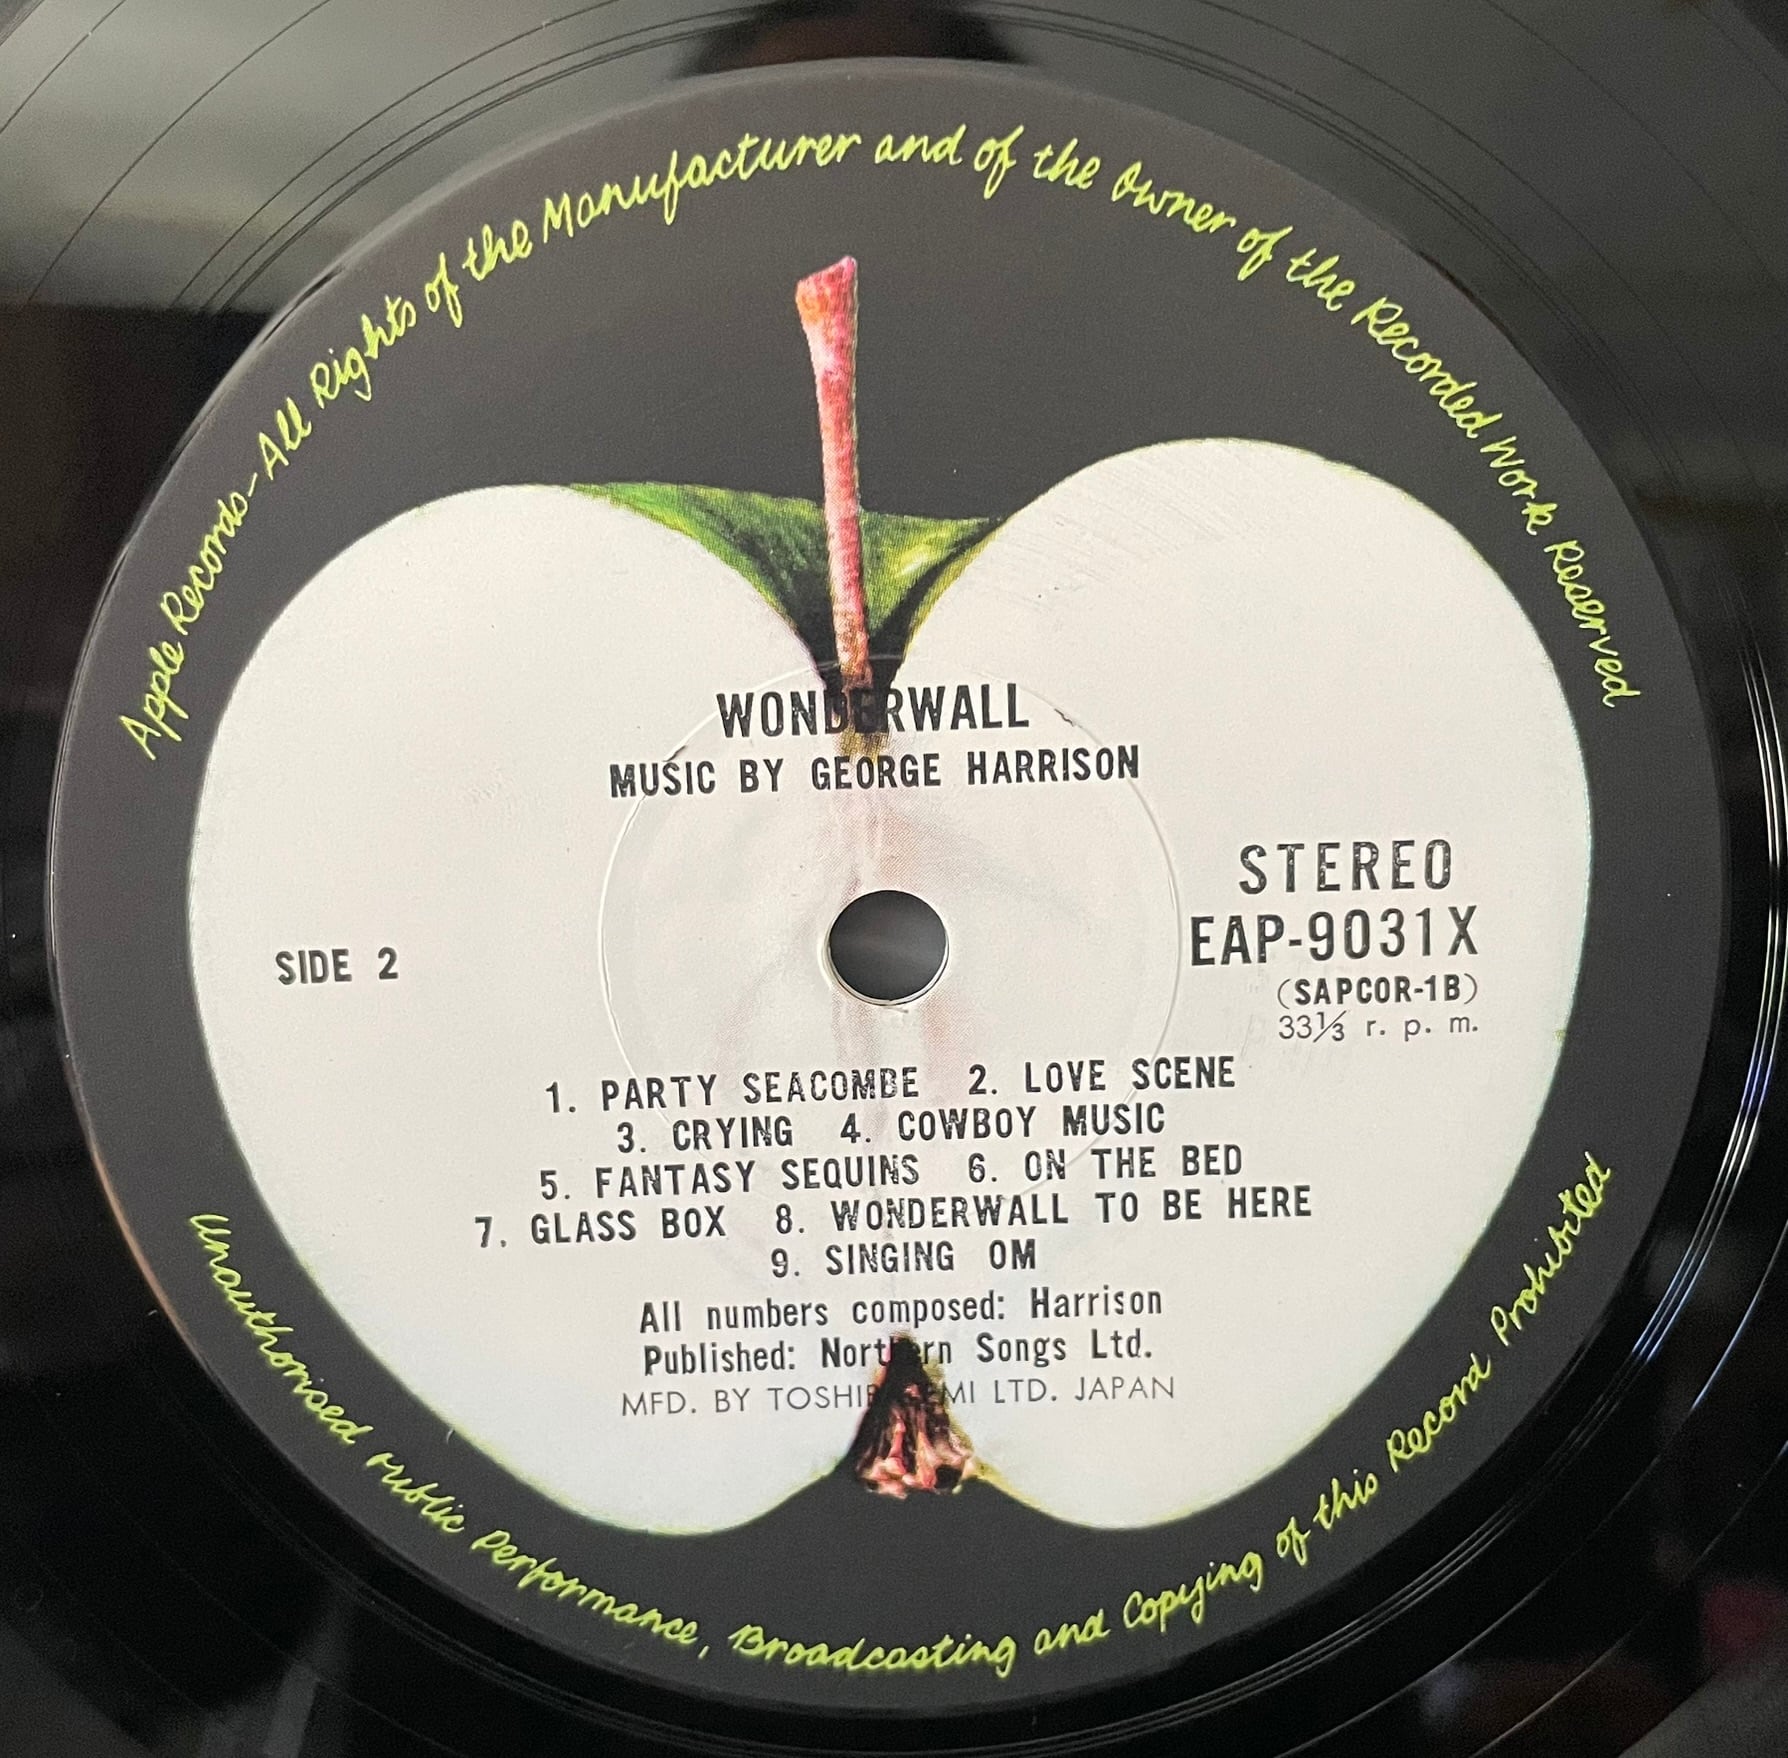 Apple Records - All Rights of the Manufacturer and of the Owner of the Recorded Work Reserved
WONDERWALL
MUSIC BY GEORGE HARRISON
STEREO
EAP-9031X
(SAPCOR-1B)
33⅓ r. p. m.
SIDE 2
1. PARTY SEACOMBE 2. LOVE SCENE
3. CRYING 4. COWBOY MUSIC
5. FANTASY SEQUINS 6. ON THE BED
7. GLASS BOX 8. WONDERWALL TO BE HERE
9. SINGING OM
All numbers composed: Harrison
Published: Northern Songs Ltd.
MFD. BY TOSHIBA EMI LTD. JAPAN
Unauthorised Public Performance, Broadcasting and Copying of this Record Prohibited